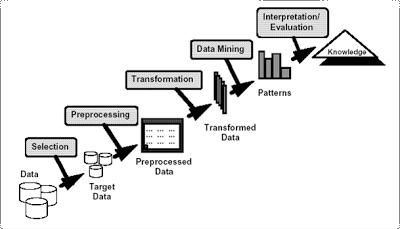 Interpretation/
Evaluation
Data Mining
Knowledge
Transformation
Patterns
Preprocessing
Transformed
Data
Selection
Preprocessed
Data
Data
Target
Data